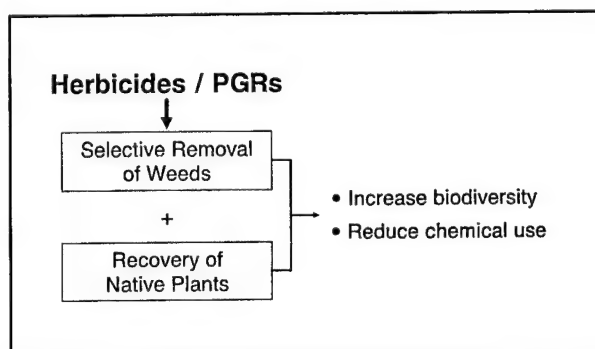 Herbicides / PGRs
Selective Removal
of Weeds
+
Recovery of
Native Plants
• Increase biodiversity
• Reduce chemical use